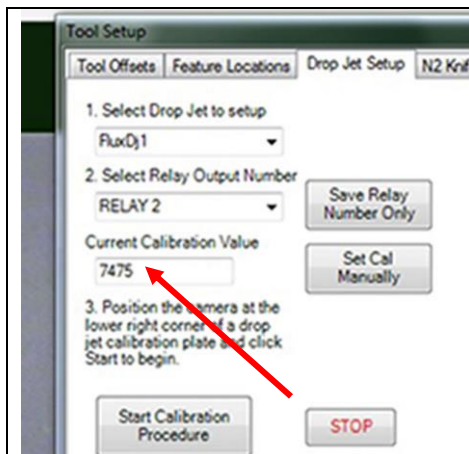 Tool Setup
Tool Offsets Feature Locations Drop Jet Setup N2 Knif
1. Select Drop Jet to setup
FluxDj1
2. Select Relay Output Number
RELAY 2
Save Relay
Number Only
Current Calibration Value
7475
Set Cal
Manually
3. Position the camera at the
lower right corner of a drop
jet calibration plate and click
Start to begin.
Start Calibration
Procedure
STOP